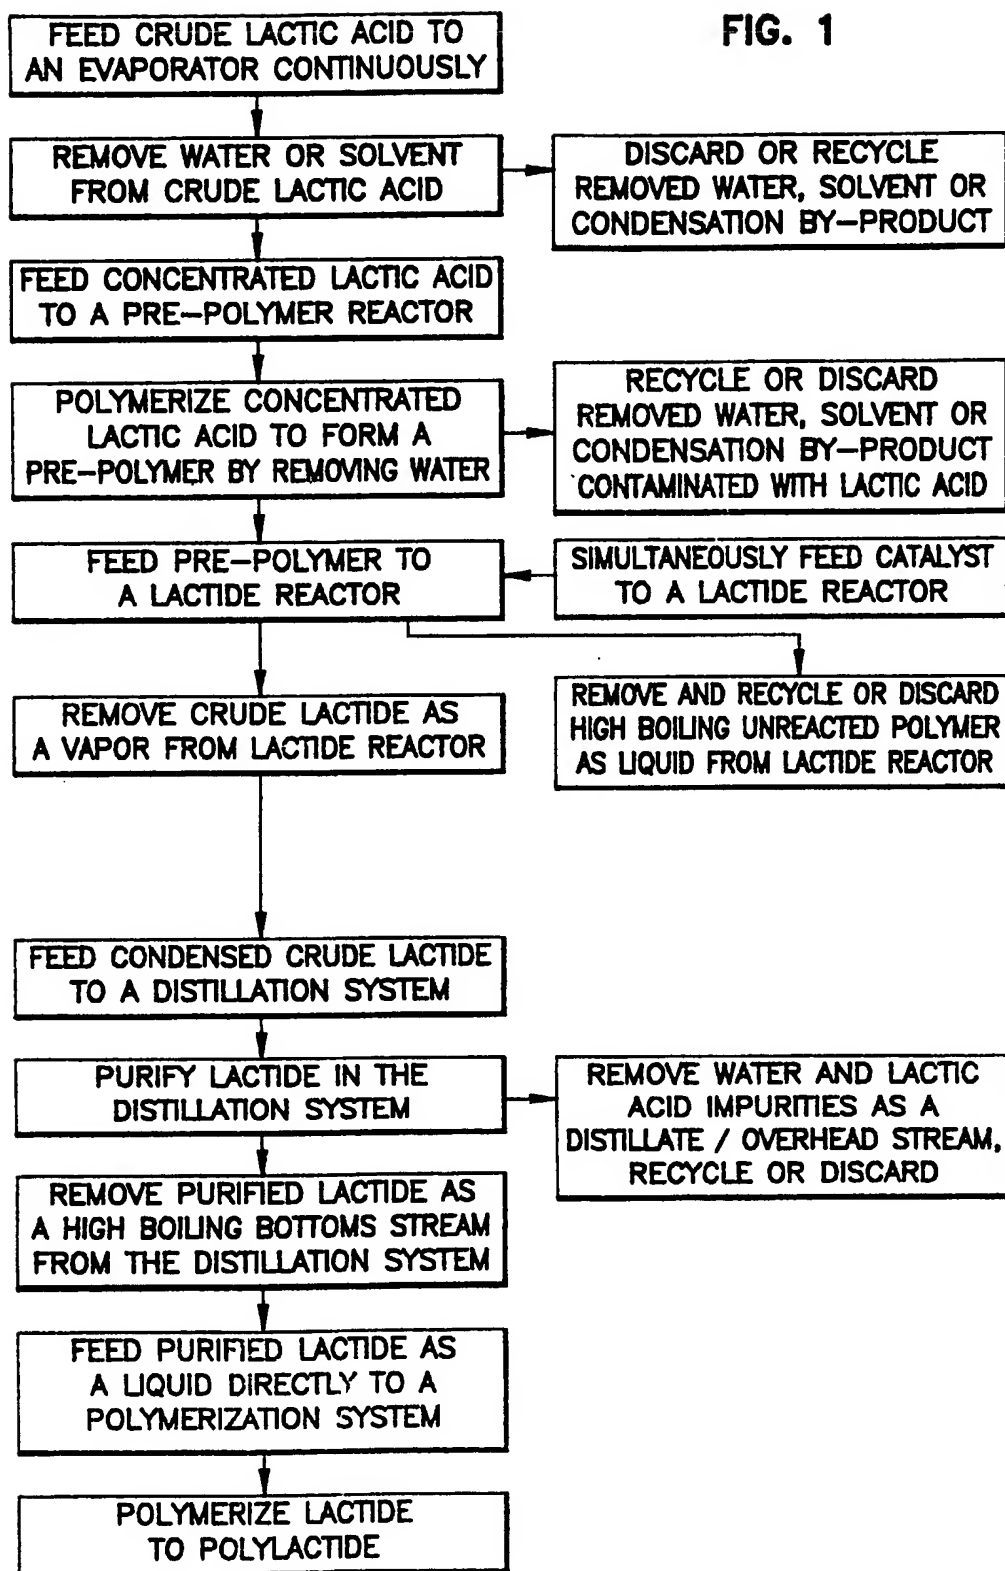 FIG. 1
FEED CRUDE LACTIC ACID TO
AN EVAPORATOR CONTINUOUSLY
REMOVE WATER OR SOLVENT
FROM CRUDE LACTIC ACID
DISCARD OR RECYCLE
REMOVED WATER, SOLVENT OR
CONDENSATION BY-PRODUCT
FEED CONCENTRATED LACTIC ACID
TO A PRE-POLYMER REACTOR
POLYMERIZE CONCENTRATED
LACTIC ACID TO FORM A
PRE-POLYMER BY REMOVING WATER
RECYCLE OR DISCARD
REMOVED WATER, SOLVENT OR
CONDENSATION BY-PRODUCT
CONTAMINATED WITH LACTIC ACID
FEED PRE-POLYMER TO
A LACTIDE REACTOR
SIMULTANEOUSLY FEED CATALYST
TO A LACTIDE REACTOR
REMOVE CRUDE LACTIDE AS
A VAPOR FROM LACTIDE REACTOR
REMOVE AND RECYCLE OR DISCARD
HIGH BOILING UNREACTED POLYMER
AS LIQUID FROM LACTIDE REACTOR
FEED CONDENSED CRUDE LACTIDE
TO A DISTILLATION SYSTEM
PURIFY LACTIDE IN THE
DISTILLATION SYSTEM
REMOVE WATER AND LACTIC
ACID IMPURITIES AS A
DISTILLATE / OVERHEAD STREAM,
RECYCLE OR DISCARD
REMOVE PURIFIED LACTIDE AS
A HIGH BOILING BOTTOMS STREAM
FROM THE DISTILLATION SYSTEM
FEED PURIFIED LACTIDE AS
A LIQUID DIRECTLY TO A
POLYMERIZATION SYSTEM
POLYMERIZE LACTIDE
TO POLYLACTIDE